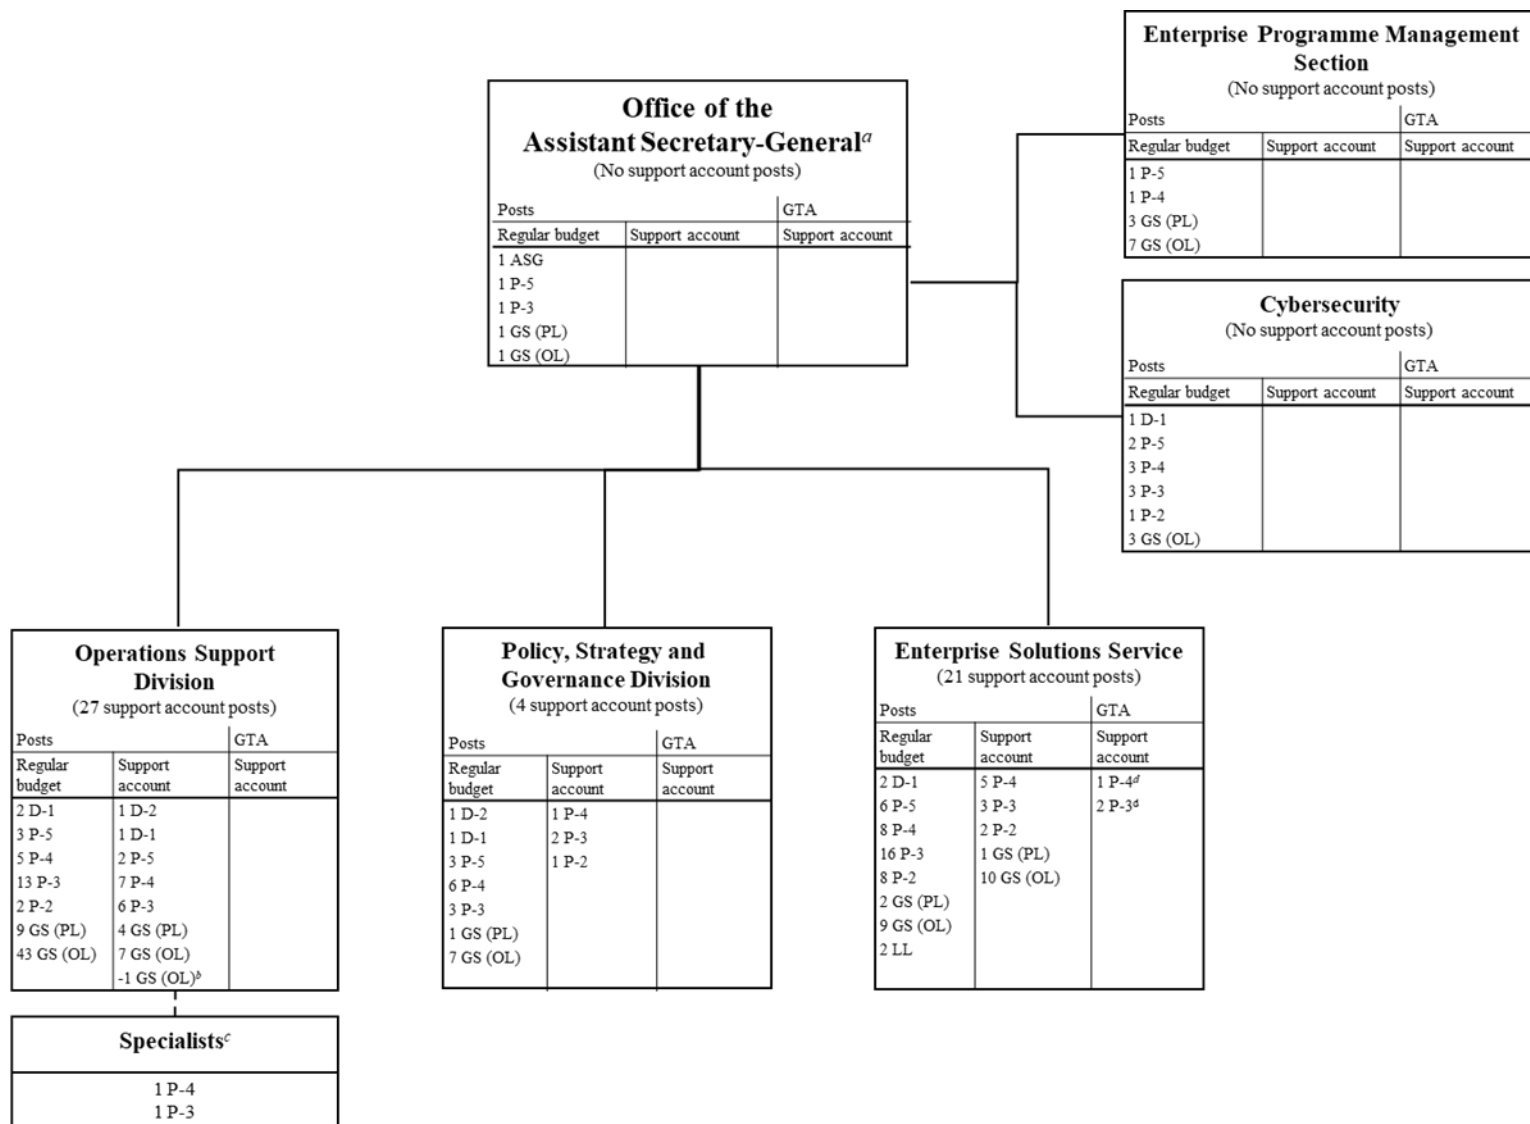 Office of the
Assistant Secretary-General^a
(No support account posts)
Posts GTA
Regular budget Support account Support account
1 ASG
1 P-5
1 P-3
1 GS (PL)
1 GS (OL)
Enterprise Programme Management
Section
(No support account posts)
Posts GTA
Regular budget Support account Support account
1 P-5
1 P-4
3 GS (PL)
7 GS (OL)
Cybersecurity
(No support account posts)
Posts GTA
Regular budget Support account Support account
1 D-1
2 P-5
3 P-4
3 P-3
1 P-2
3 GS (OL)
Operations Support
Division
(27 support account posts)
Posts GTA
Regular Support Support
budget account account
2 D-1 1 D-2
3 P-5 1 D-1
5 P-4 2 P-5
13 P-3 7 P-4
2 P-2 6 P-3
9 GS (PL) 4 GS (PL)
43 GS (OL) 7 GS (OL)
-1 GS (OL)^b
Specialists^c
1 P-4
1 P-3
Policy, Strategy and
Governance Division
(4 support account posts)
Posts GTA
Regular Support Support
budget account account
1 D-2 1 P-4
1 D-1 2 P-3
3 P-5 1 P-2
6 P-4
3 P-3
1 GS (PL)
7 GS (OL)
Enterprise Solutions Service
(21 support account posts)
Posts GTA
Regular Support Support
budget account account
2 D-1 5 P-4 1 P-4^d
6 P-5 3 P-3 2 P-3^d
8 P-4 2 P-2
16 P-3 1 GS (PL)
8 P-2 10 GS (OL)
2 GS (PL)
9 GS (OL)
2 LL